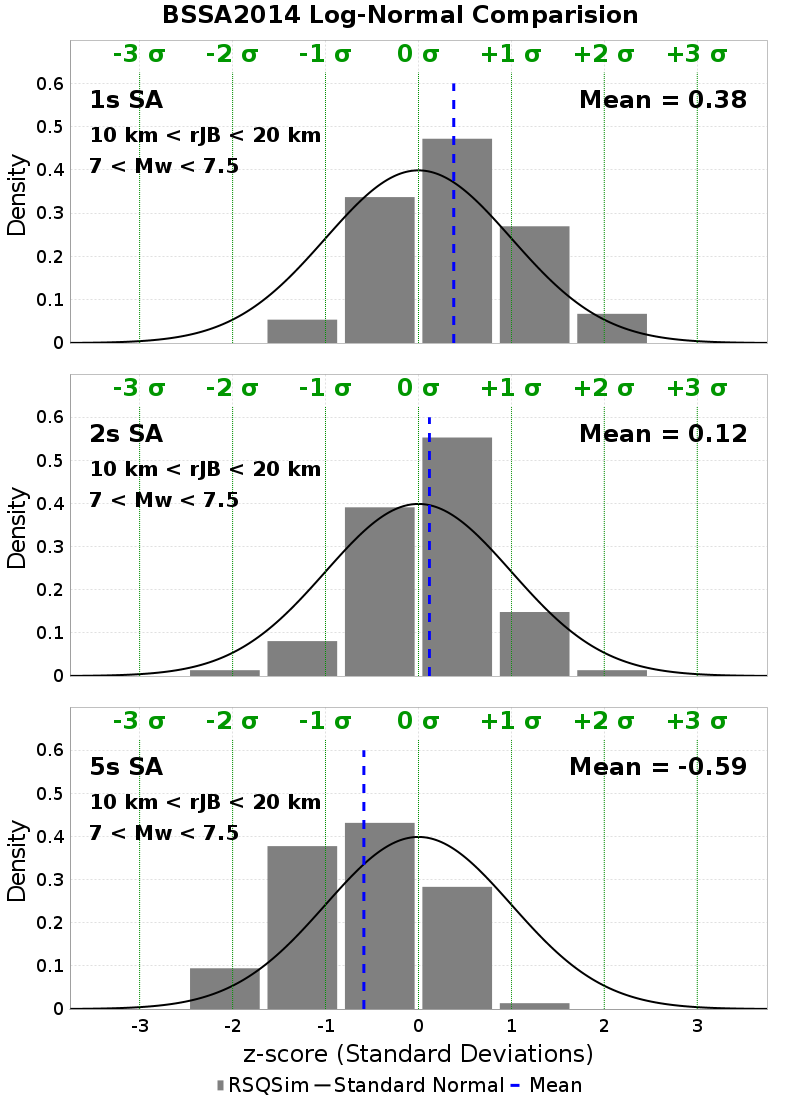 BSSA2014 Log-Normal Comparision
-3 σ -2 σ -1 σ 0 σ +1 σ +2 σ +3 σ
0.6
1s SA Mean = 0.38
0.5
10 km < rJB < 20 km
7 < Mw < 7.5
0.4
Density
0.3
0.2
0.1
0
-3 σ -2 σ -1 σ 0 σ +1 σ +2 σ +3 σ
0.6
2s SA Mean = 0.12
0.5
10 km < rJB < 20 km
7 < Mw < 7.5
0.4
Density
0.3
0.2
0.1
0
-3 σ -2 σ -1 σ 0 σ +1 σ +2 σ +3 σ
0.6
5s SA Mean = -0.59
0.5
10 km < rJB < 20 km
7 < Mw < 7.5
0.4
Density
0.3
0.2
0.1
0
-3 -2 -1 0 1 2 3
z-score (Standard Deviations)
RSQSim Standard Normal Mean